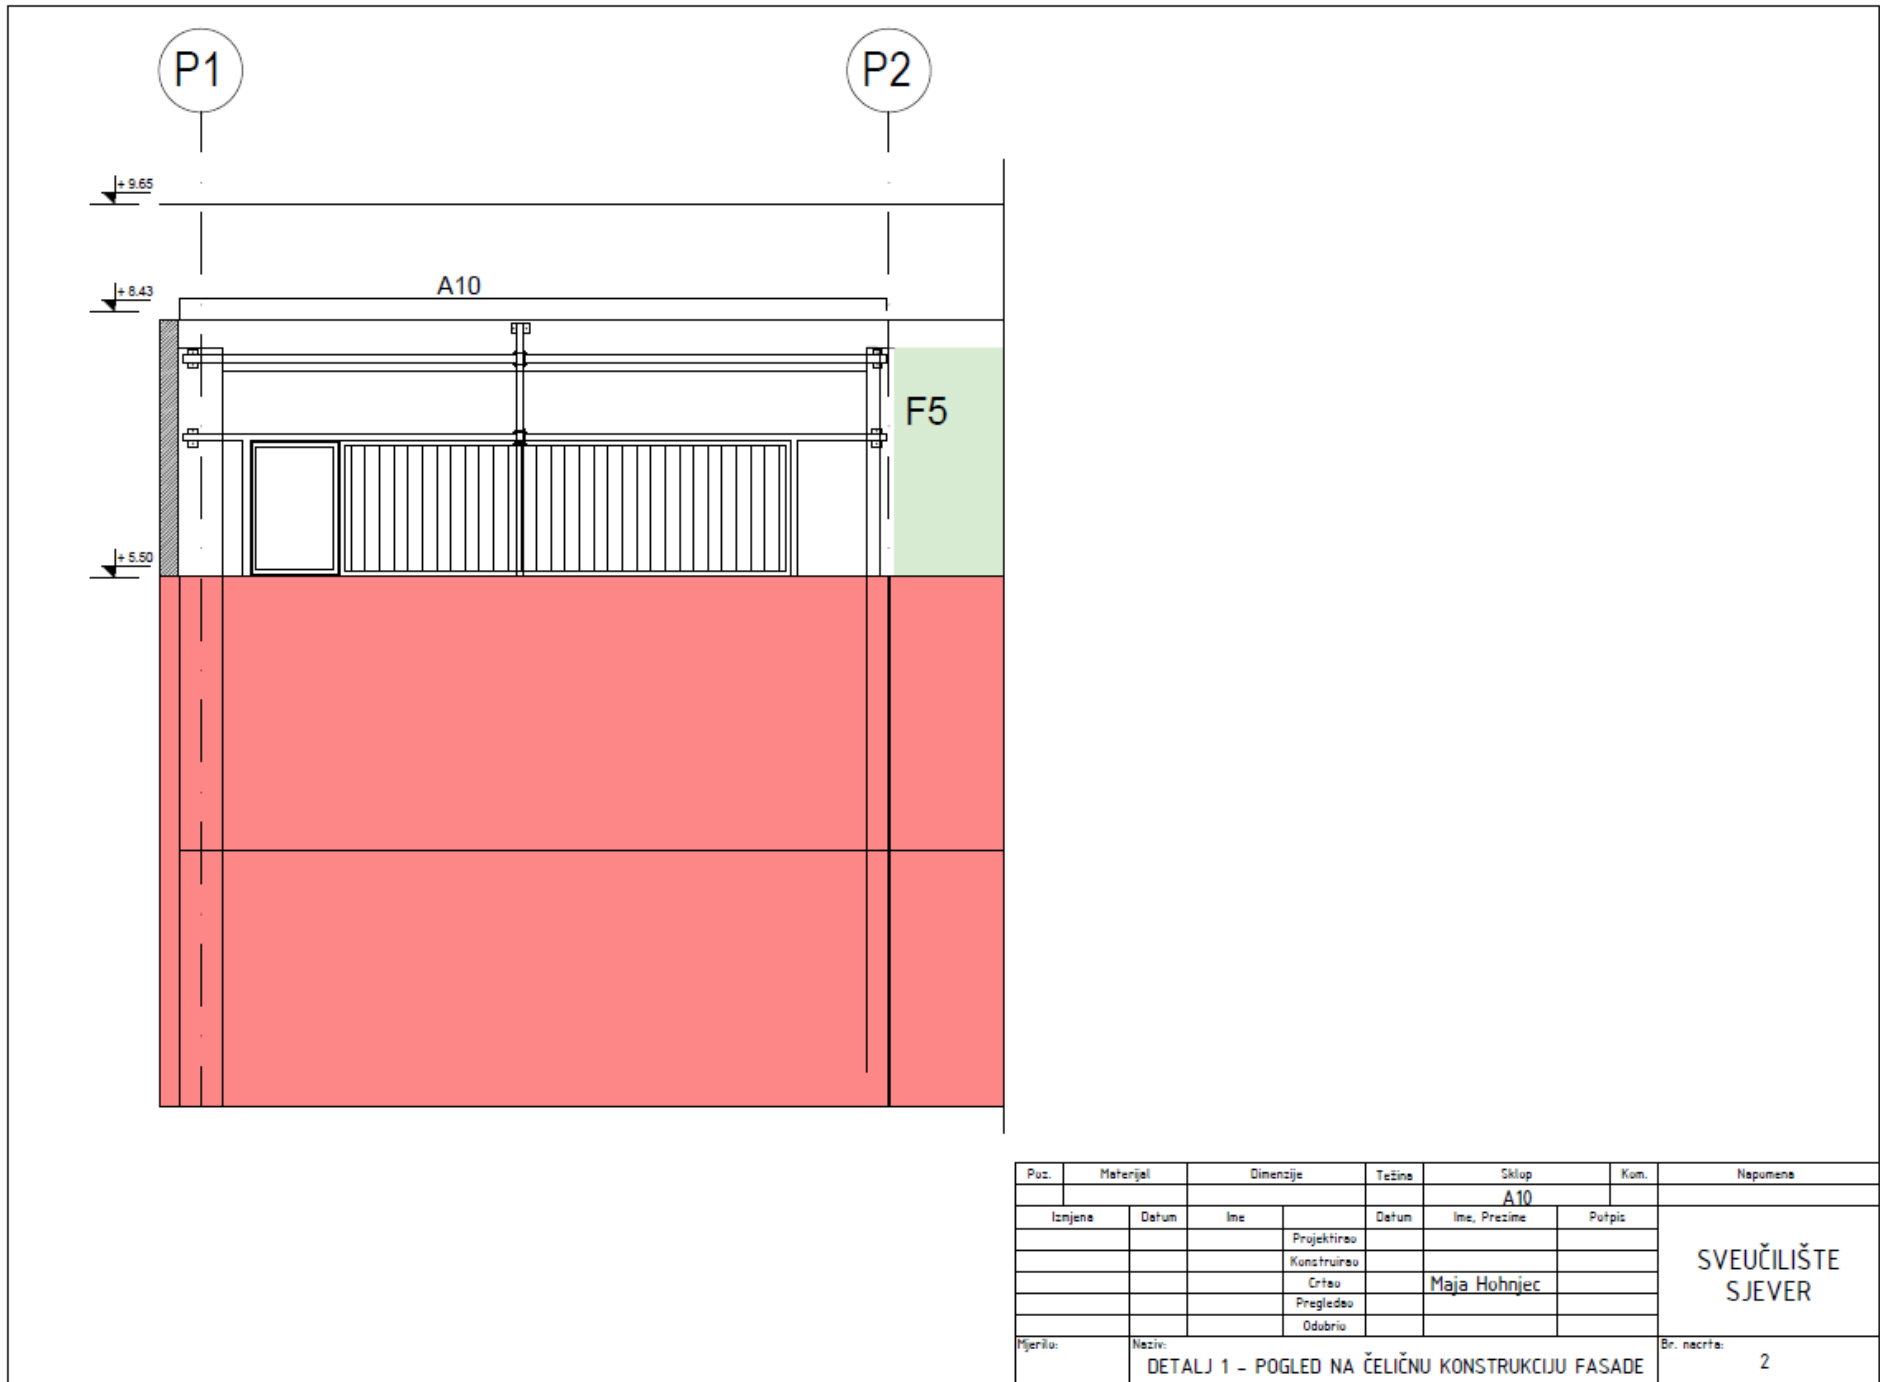 P1
P2
+ 9.65
+ 8.43
A10
F5
+ 5.50
Poz. Materijal Dimenzije Težina Sklop Kom. Napomena
A10
Izmjena Datum Ime Datum Ime, Prezime Potpis
Projektirao
Konstruirao
Crtao Maja Hohnjec
Pregledao
Odobrio
SVEUČILIŠTE
SJEVER
Mjerilo: Naziv: Br. nacrta:
DETALJ 1 - POGLED NA ČELIČNU KONSTRUKCIJU FASADE 2